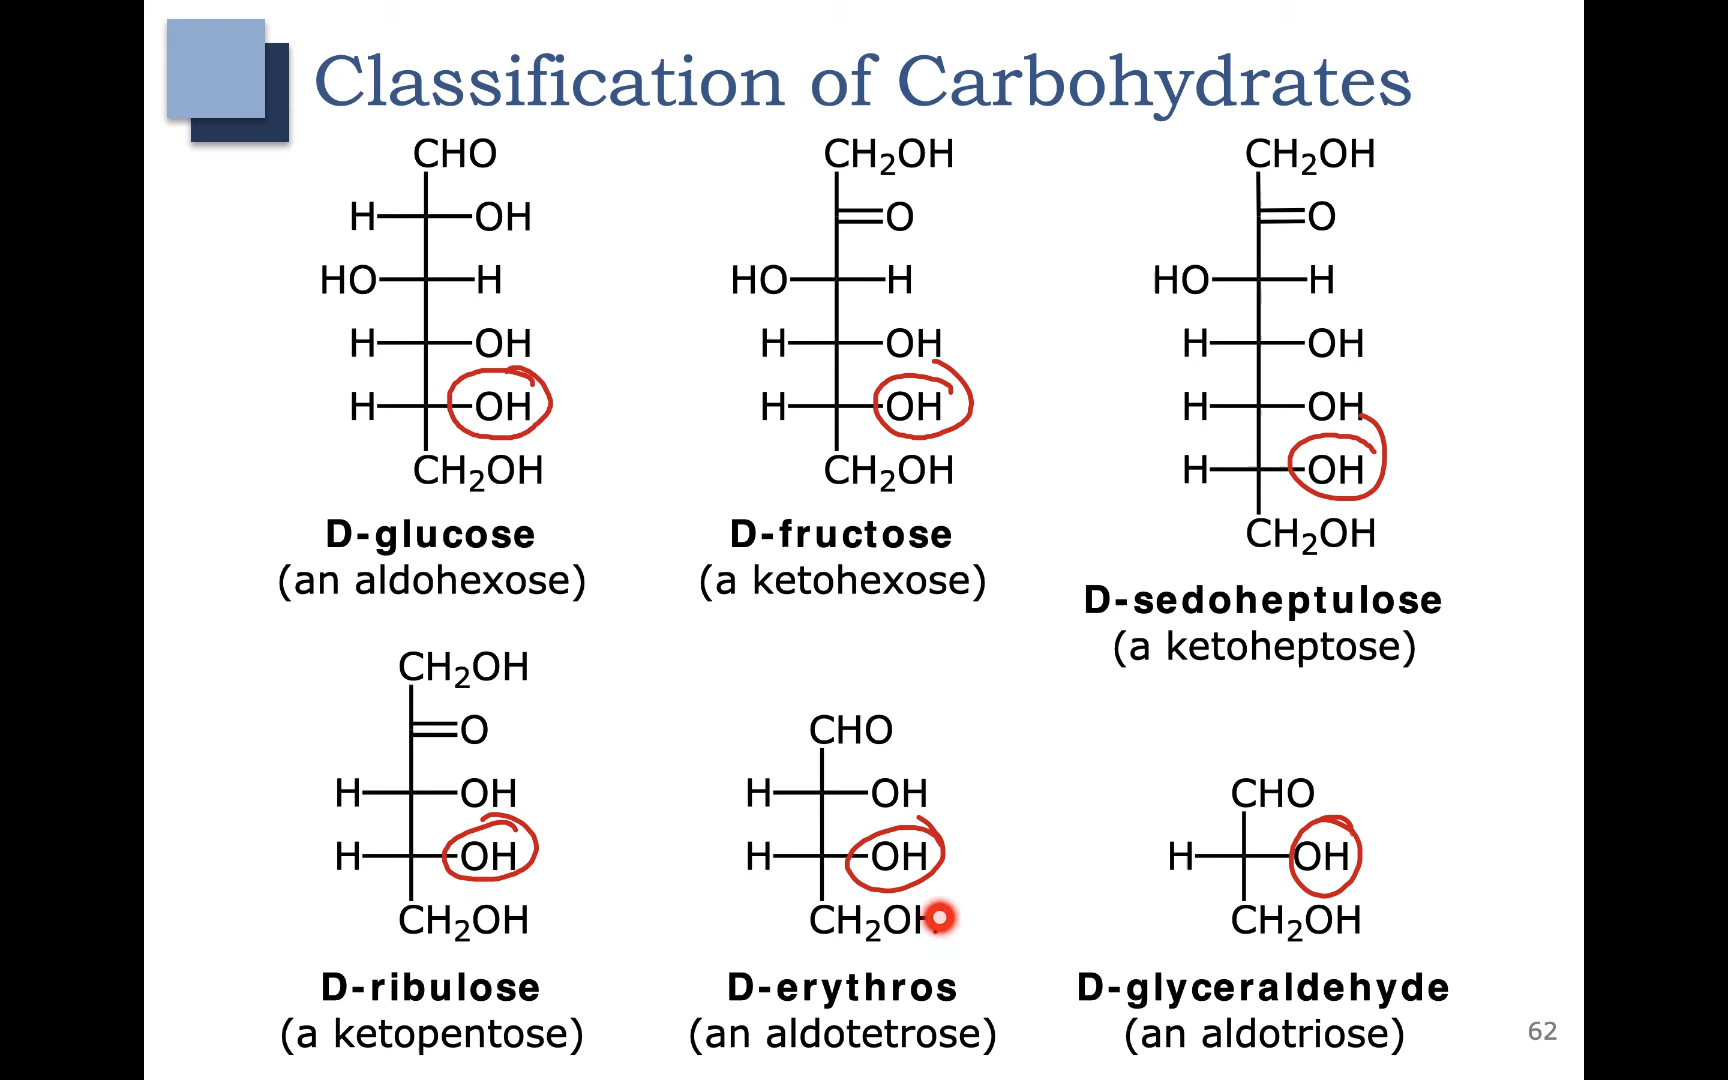 Classification of Carbohydrates
CHO
H OH
HO H
H OH
H OH
CH₂OH
D-glucose
(an aldohexose)
CH₂OH
O
HO H
H OH
H OH
CH₂OH
D-fructose
(a ketohexose)
CH₂OH
O
HO H
H OH
H OH
H OH
CH₂OH
D-sedoheptulose
(a ketoheptose)
CH₂OH
O
H OH
H OH
CH₂OH
D-ribulose
(a ketopentose)
CHO
H OH
H OH
CH₂OH
D-erythros
(an aldotetrose)
CHO
H OH
CH₂OH
D-glyceraldehyde
(an aldotriose)
62